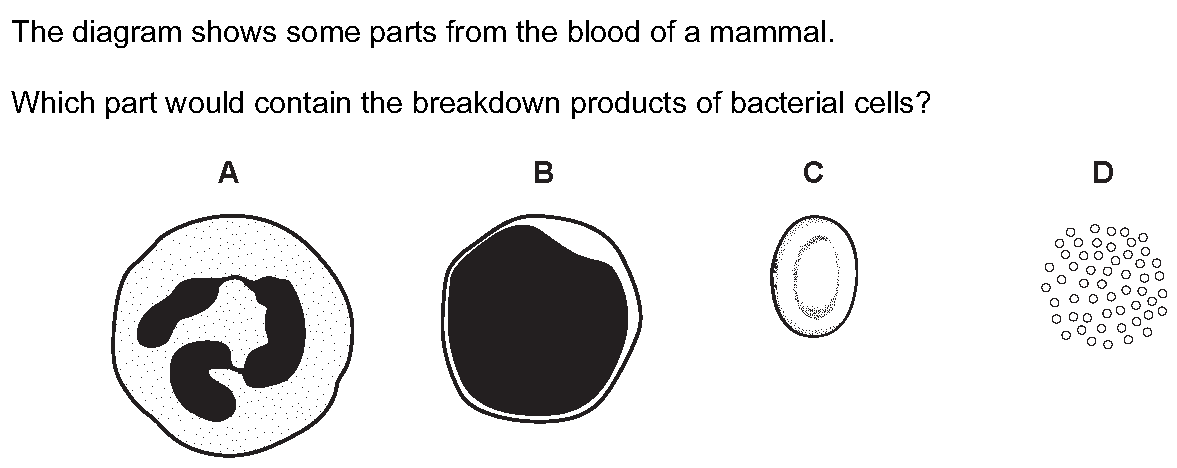 The diagram shows some parts from the blood of a mammal.
Which part would contain the breakdown products of bacterial cells?
A B C D